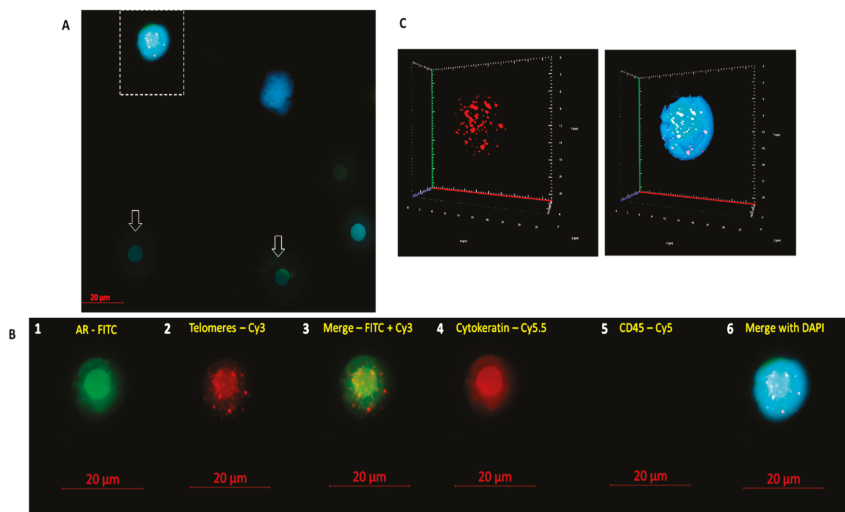 A
C
20 µm
B
1 AR - FITC
2 Telomeres – Cy3
3 Merge – FITC + Cy3
4 Cytokeratin – Cy5.5
5 CD45 – Cy5
6 Merge with DAPI
20 µm
20 µm
20 µm
20 µm
20 µm
20 µm